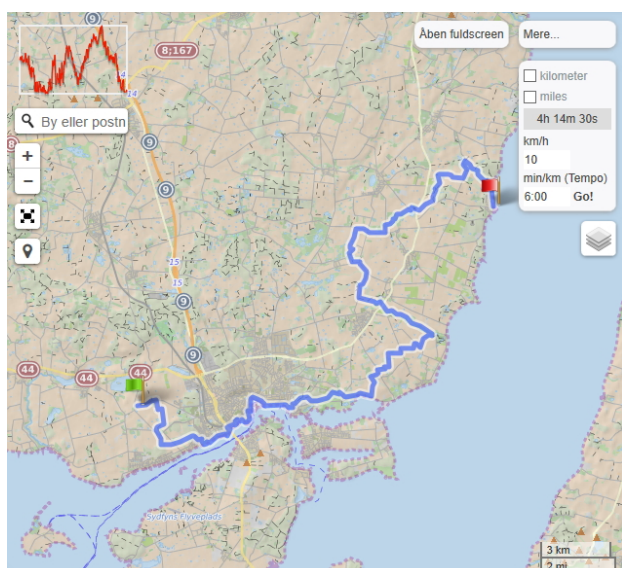 Åben fuldscreen
Mere...
8;167
4
14
By eller postn
kilometer
miles
4h 14m 30s
km/h
10
min/km (Tempo)
6:00 Go!
+
−
9
8
9
15
15
9
9
44
44
44
Sydfyns Flyveplads
3 km
2 mi